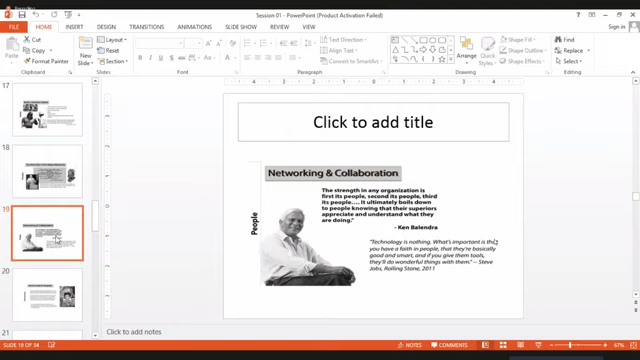 Session 01 - PowerPoint (Product Activation Failed)
FILE HOME INSERT DESIGN TRANSITIONS ANIMATIONS SLIDE SHOW REVIEW VIEW
Sign in
Paste
Cut
Copy
Format Painter
Clipboard
New
Slide
Layout
Reset
Section
Slides
Font
Text Direction
Align Text
Convert to SmartArt
Paragraph
Arrange
Quick
Styles
Drawing
Shape Fill
Shape Outline
Shape Effects
Find
Replace
Select
Editing
17
18
19
20
21
Click to add title
Networking & Collaboration
People
The strength in any organization is
first its people, second its people, third
its people.... It ultimately boils down
to people knowing that their superiors
appreciate and understand what they
are doing."
- Ken Balendra
"Technology is nothing. What's important is that
you have a faith in people, that they're basically
good and smart, and if you give them tools,
they'll do wonderful things with them." -- Steve
Jobs, Rolling Stone, 2011
Click to add notes
SLIDE 19 OF 34
NOTES
COMMENTS
67%